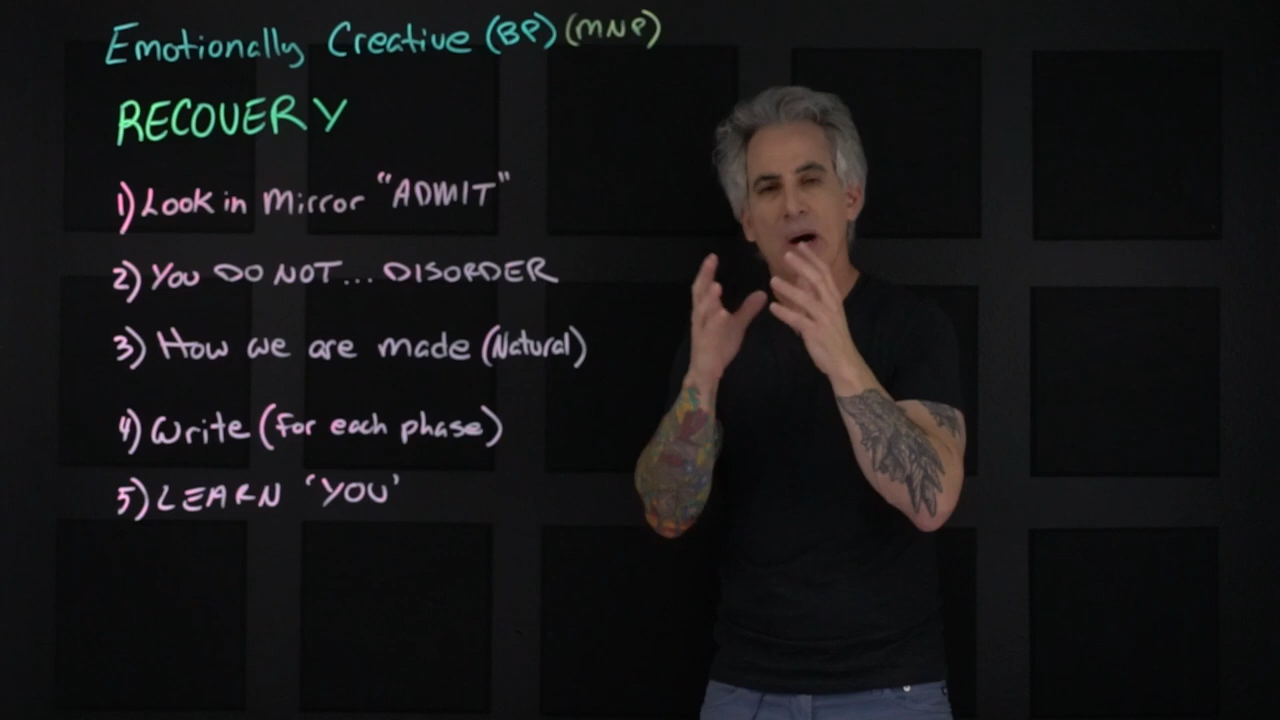 Emotionally Creative (BP) (MNP)
RECOVERY
1) Look in Mirror "ADMIT"
2) You DO NOT... DISORDER
3) How we are made (Natural)
4) Write (for each phase)
5) LEARN 'YOU'